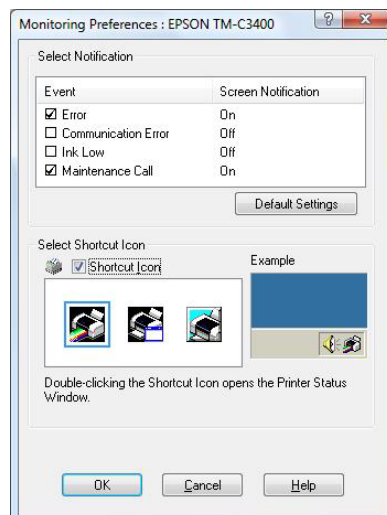 Monitoring Preferences : EPSON TM-C3400
Select Notification
Event Screen Notification
Error On
Communication Error Off
Ink Low Off
Maintenance Call On
Default Settings
Select Shortcut Icon
Shortcut Icon
Example
Double-clicking the Shortcut Icon opens the Printer Status
Window.
OK Cancel Help